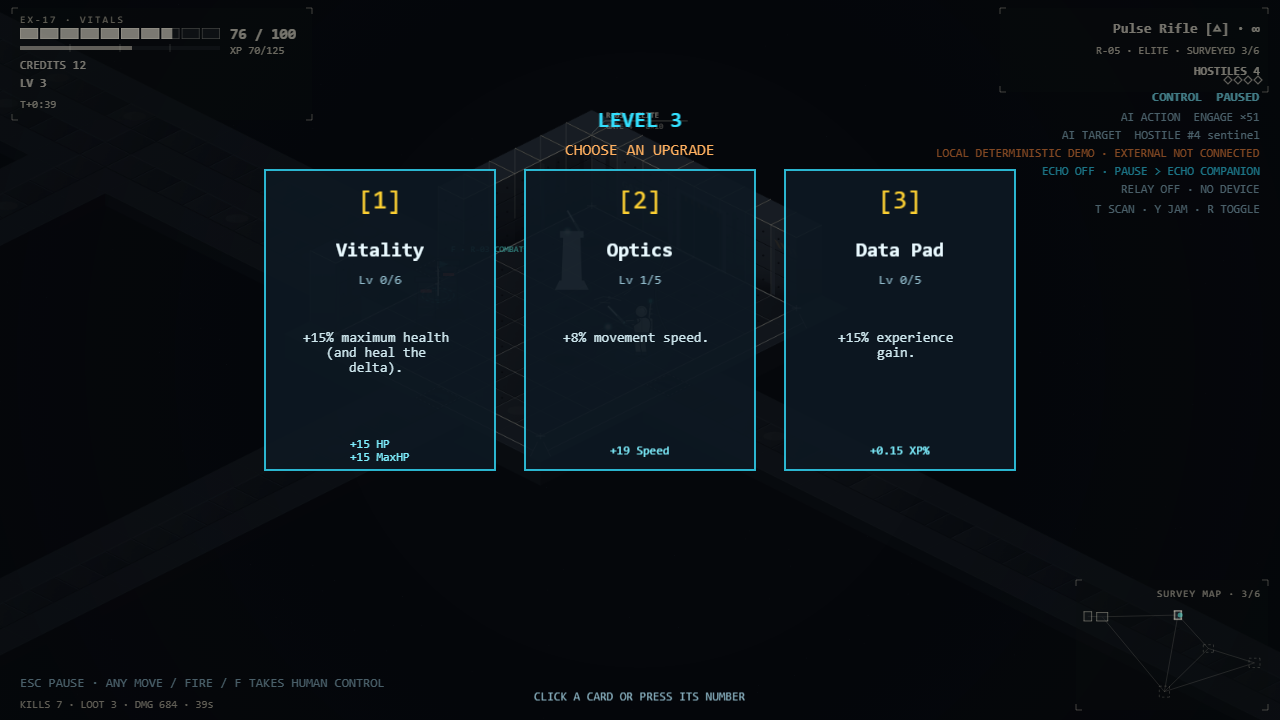 EX-17 · VITALS
76 / 100
XP 70/125
CREDITS 12
LV 3
T+0:39
Pulse Rifle [△] · ∞
R-05 · ELITE · SURVEYED 3/6
HOSTILES 4
CONTROL PAUSED
AI ACTION ENGAGE ×51
AI TARGET HOSTILE #4 sentinel
LOCAL DETERMINISTIC DEMO · EXTERNAL NOT CONNECTED
ECHO OFF · PAUSE > ECHO COMPANION
RELAY OFF · NO DEVICE
T SCAN · Y JAM · R TOGGLE
LEVEL 3
CHOOSE AN UPGRADE
[1]
Vitality
Lv 0/6
+15% maximum health
(and heal the
delta).
+15 HP
+15 MaxHP
COMBAT
[2]
Optics
Lv 1/5
+8% movement speed.
+19 Speed
[3]
Data Pad
Lv 0/5
+15% experience
gain.
+0.15 XP%
SURVEY MAP · 3/6
ESC PAUSE · ANY MOVE / FIRE / F TAKES HUMAN CONTROL
KILLS 7 · LOOT 3 · DMG 684 · 39s
CLICK A CARD OR PRESS ITS NUMBER